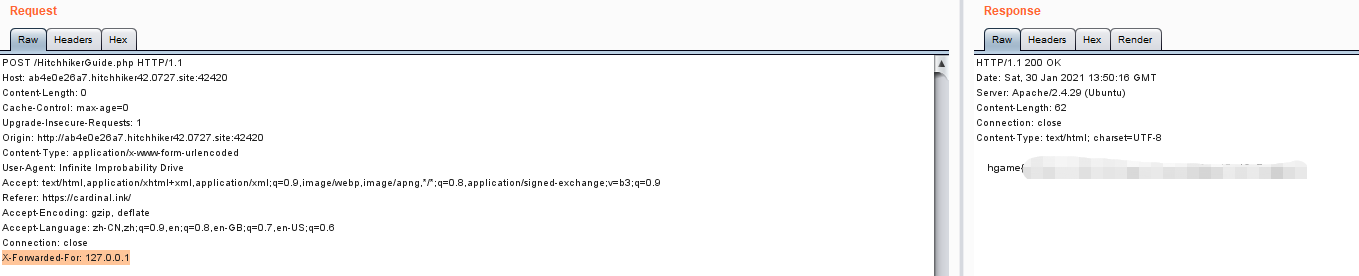 Request
Raw Headers Hex
POST /HitchhikerGuide.php HTTP/1.1
Host: ab4e0e26a7.hitchhiker42.0727.site:42420
Content-Length: 0
Cache-Control: max-age=0
Upgrade-Insecure-Requests: 1
Origin: http://ab4e0e26a7.hitchhiker42.0727.site:42420
Content-Type: application/x-www-form-urlencoded
User-Agent: Infinite Improbability Drive
Accept: text/html,application/xhtml+xml,application/xml;q=0.9,image/webp,image/apng,*/*;q=0.8,application/signed-exchange;v=b3;q=0.9
Referer: https://cardinal.ink/
Accept-Encoding: gzip, deflate
Accept-Language: zh-CN,zh;q=0.9,en;q=0.8,en-GB;q=0.7,en-US;q=0.6
Connection: close
X-Forwarded-For: 127.0.0.1
Response
Raw Headers Hex Render
HTTP/1.1 200 OK
Date: Sat, 30 Jan 2021 13:50:16 GMT
Server: Apache/2.4.29 (Ubuntu)
Content-Length: 62
Connection: close
Content-Type: text/html; charset=UTF-8
hgame{